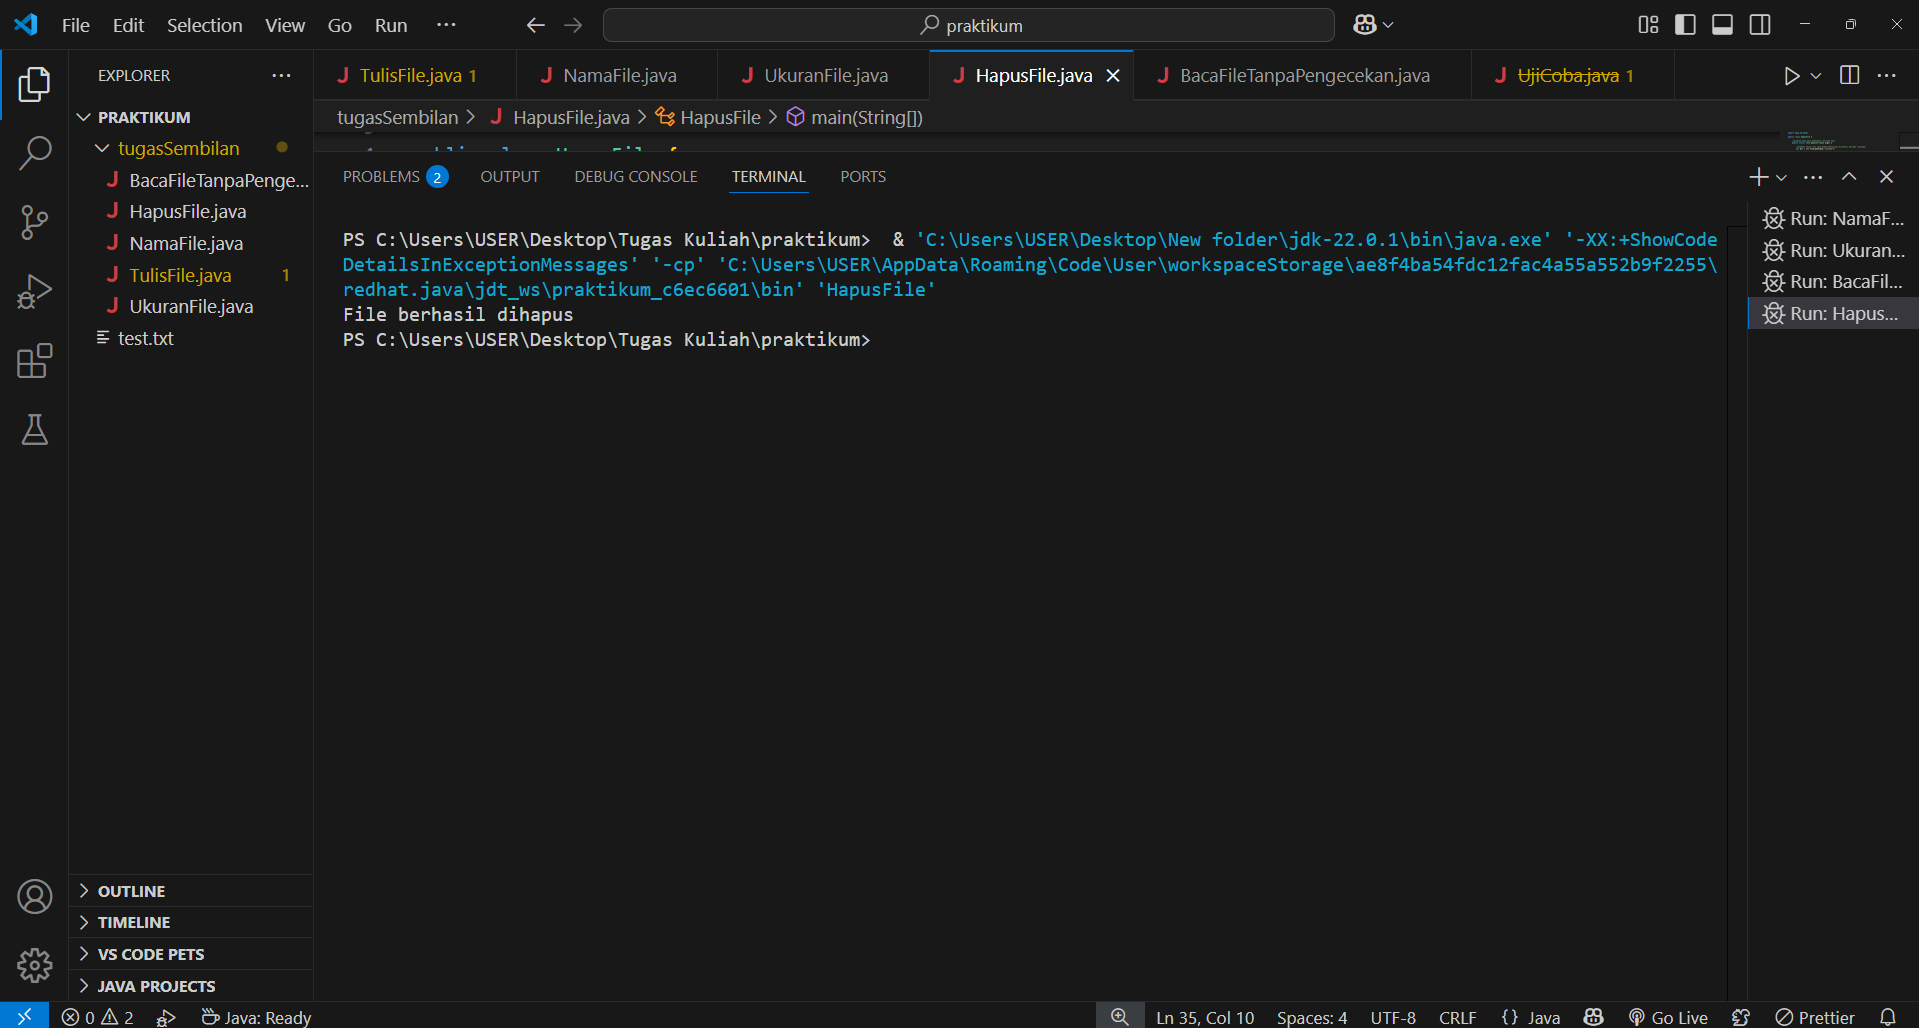 File Edit Selection View Go Run ··· praktikum
EXPLORER ···
PRAKTIKUM
tugasSembilan
BacaFileTanpaPenge...
HapusFile.java
NamaFile.java
TulisFile.java 1
UkuranFile.java
test.txt
OUTLINE
TIMELINE
VS CODE PETS
JAVA PROJECTS
TulisFile.java 1 NamaFile.java UkuranFile.java HapusFile.java BacaFileTanpaPengecekan.java UjiCoba.java 1
tugasSembilan > HapusFile.java > HapusFile > main(String[])
PROBLEMS 2 OUTPUT DEBUG CONSOLE TERMINAL PORTS
PS C:\Users\USER\Desktop\Tugas Kuliah\praktikum>  & 'C:\Users\USER\Desktop\New folder\jdk-22.0.1\bin\java.exe' '-XX:+ShowCode
DetailsInExceptionMessages' '-cp' 'C:\Users\USER\AppData\Roaming\Code\User\workspaceStorage\ae8f4ba54fdc12fac4a55a552b9f2255\
redhat.java\jdt_ws\praktikum_c6ec6601\bin' 'HapusFile'
File berhasil dihapus
PS C:\Users\USER\Desktop\Tugas Kuliah\praktikum>
Run: NamaF...
Run: Ukuran...
Run: BacaFil...
Run: Hapus...
0 2 Java: Ready Ln 35, Col 10 Spaces: 4 UTF-8 CRLF {} Java Go Live Prettier